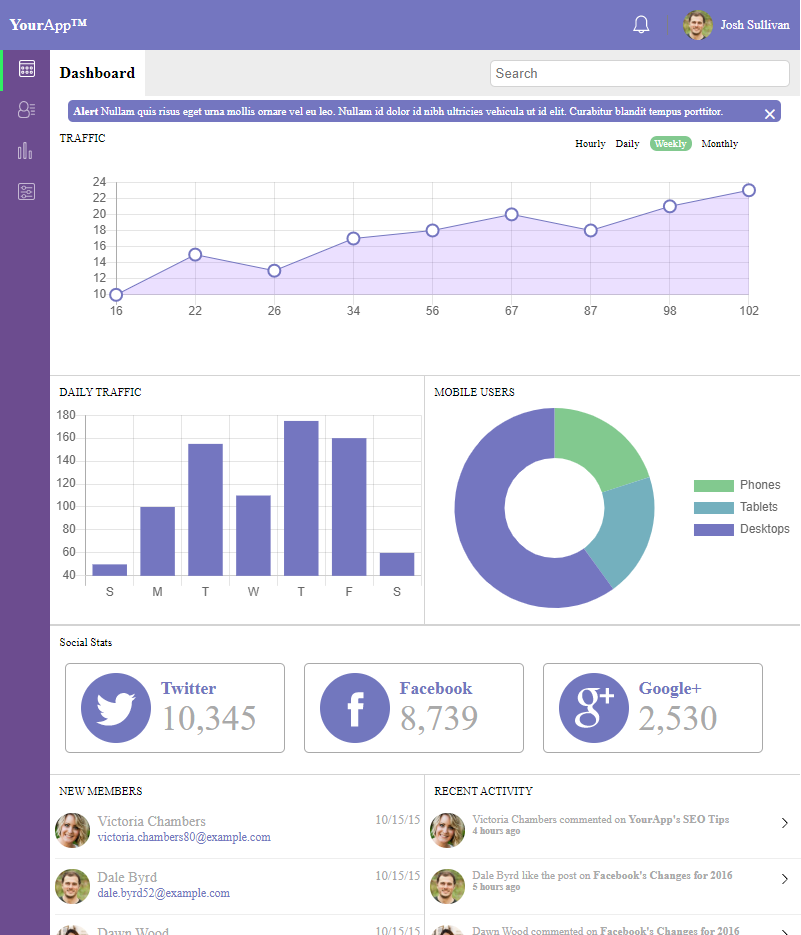 YourApp™
Josh Sullivan
Dashboard
Search
Alert Nullam quis risus eget urna mollis ornare vel eu leo. Nullam id dolor id nibh ultricies vehicula ut id elit. Curabitur blandit tempus porttitor.
TRAFFIC
Hourly Daily Weekly Monthly
24
22
20
18
16
14
12
10
16 22 26 34 56 67 87 98 102
DAILY TRAFFIC
180
160
140
120
100
80
60
40
S M T W T F S
MOBILE USERS
Phones
Tablets
Desktops
Social Stats
Twitter
10,345
Facebook
8,739
Google+
2,530
NEW MEMBERS
Victoria Chambers 10/15/15
victoria.chambers80@example.com
Dale Byrd 10/15/15
dale.byrd52@example.com
Dawn Wood 10/15/15
RECENT ACTIVITY
Victoria Chambers commented on YourApp's SEO Tips
4 hours ago
Dale Byrd like the post on Facebook's Changes for 2016
5 hours ago
Dawn Wood commented on Facebook's Changes for 2016